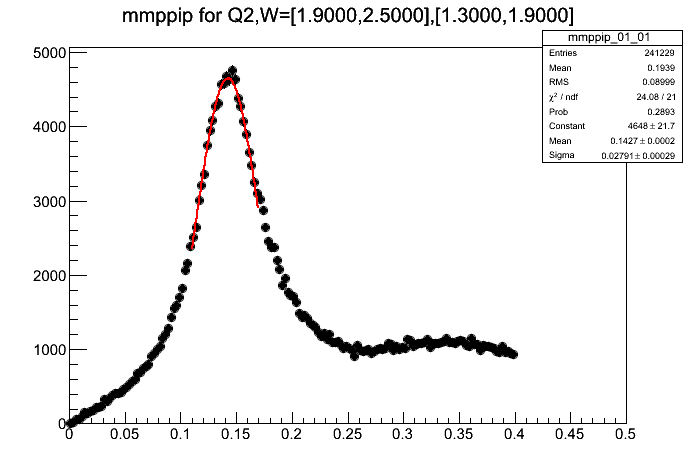 mmppip for Q2,W=[1.9000,2.5000],[1.3000,1.9000]
mmppip_01_01
Entries 241229
Mean 0.1939
RMS 0.08999
χ² / ndf 24.08 / 21
Prob 0.2893
Constant 4648 ± 21.7
Mean 0.1427 ± 0.0002
Sigma 0.02791 ± 0.00029
5000
4000
3000
2000
1000
0
0 0.05 0.1 0.15 0.2 0.25 0.3 0.35 0.4 0.45 0.5